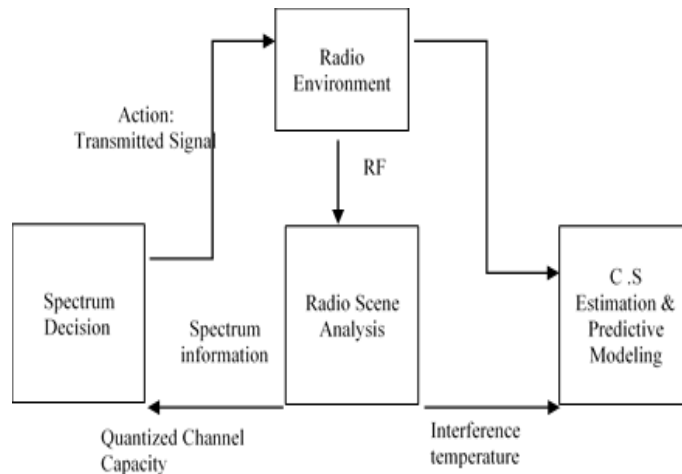 Radio
Environment
Action:
Transmitted Signal
RF
Spectrum
Decision
Spectrum
information
Radio Scene
Analysis
C .S
Estimation &
Predictive
Modeling
Quantized Channel
Capacity
Interference
temperature